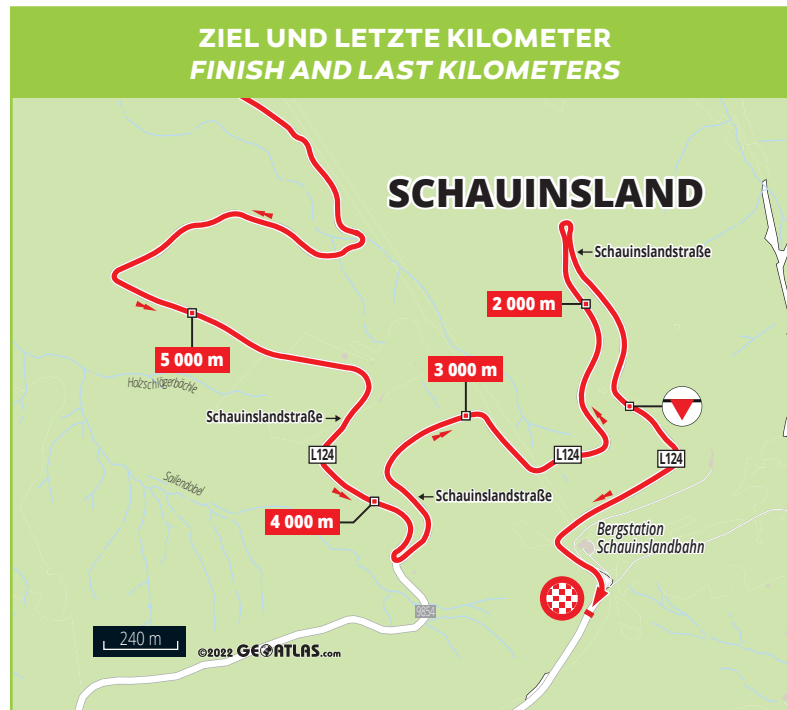 ZIEL UND LETZTE KILOMETER
FINISH AND LAST KILOMETERS
SCHAUINSLAND
Schauinslandstraße
2 000 m
5 000 m
3 000 m
Holzschlägerbächle
Schauinslandstraße
L124
L124
L124
Sailendobel
Schauinslandstraße
4 000 m
Bergstation
Schauinslandbahn
9854
240 m
©2022 GEOATLAS.com